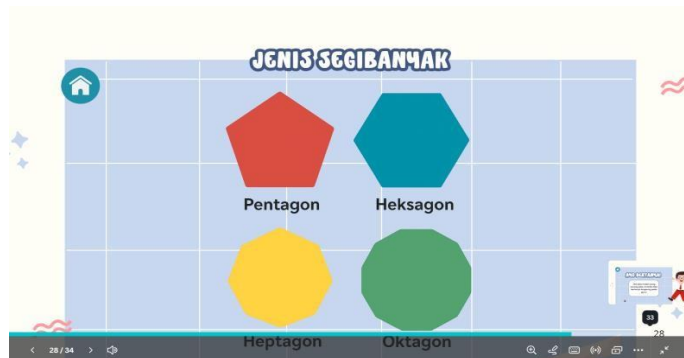 JENIS SEGIBANYAK
Pentagon
Heksagon
Heptagon
Oktagon
33
28
28 / 34